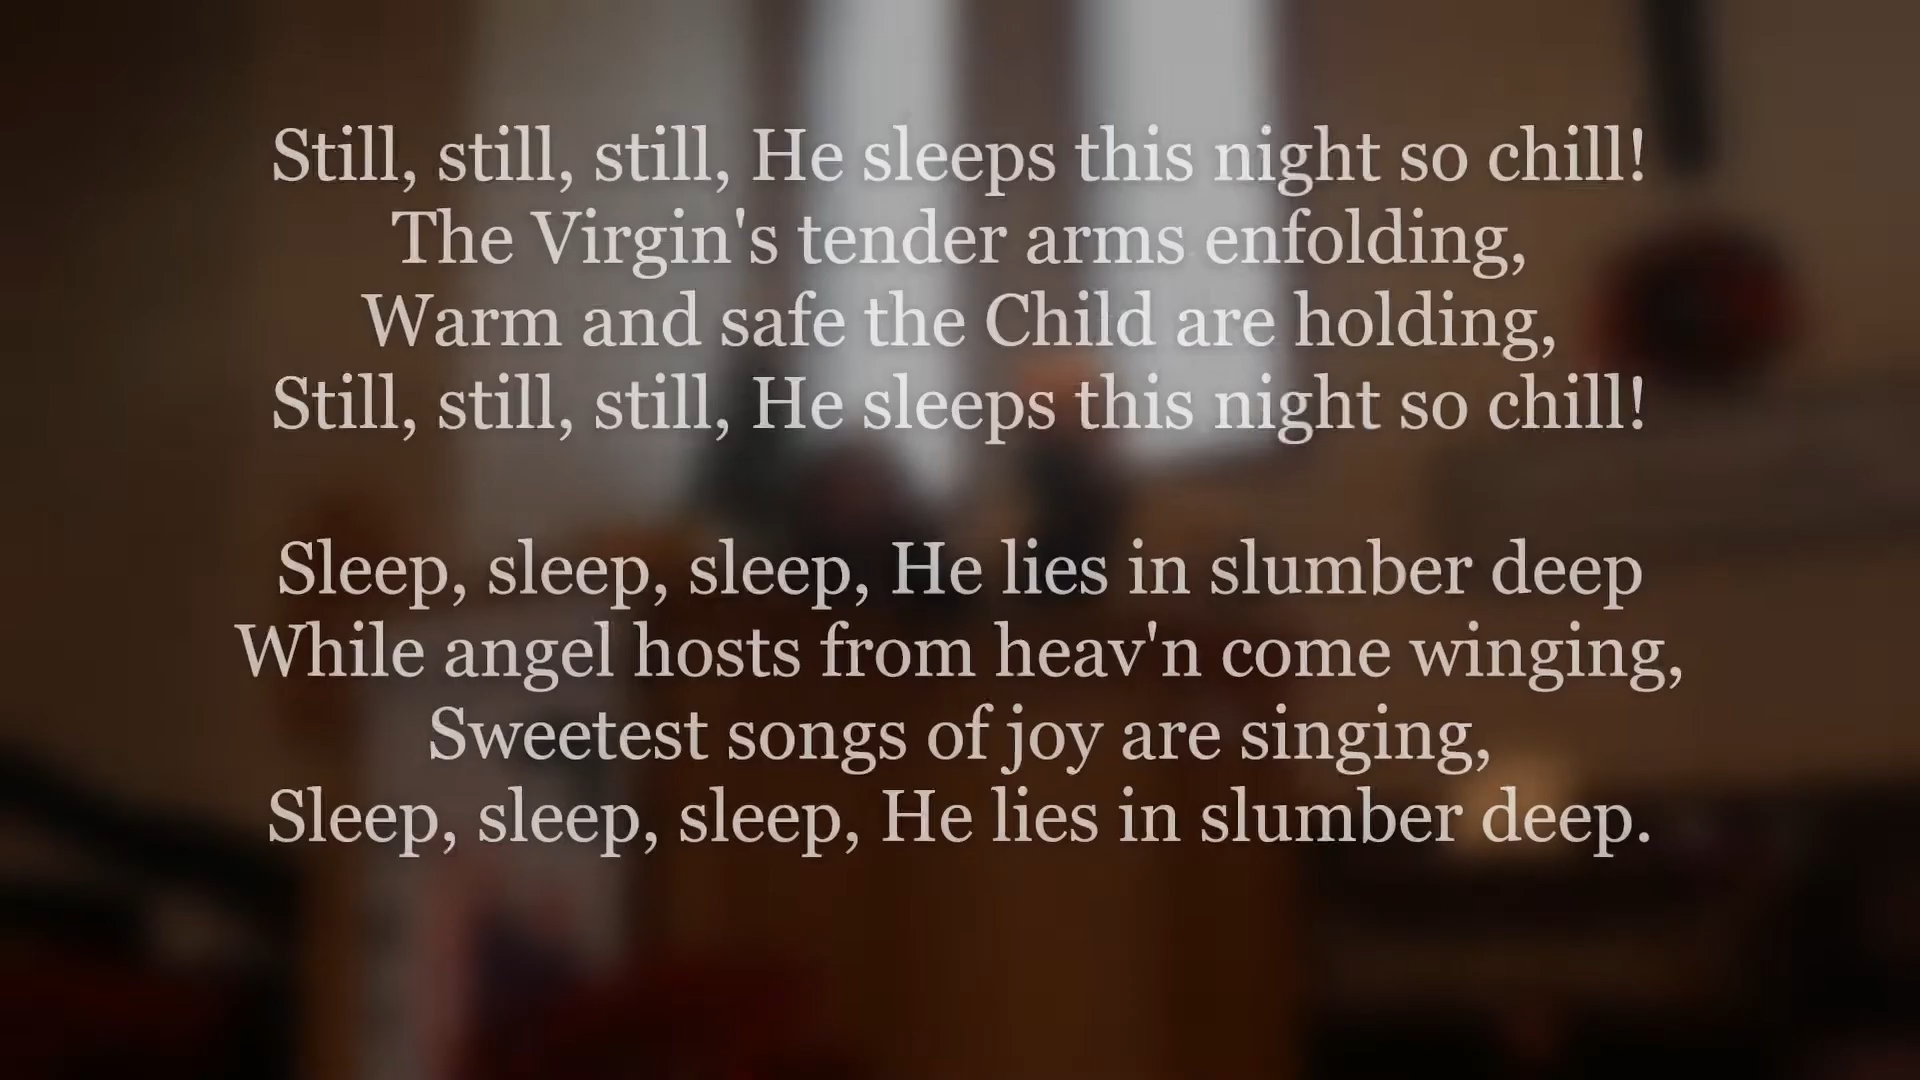 Still, still, still, He sleeps this night so chill!
The Virgin's tender arms enfolding,
Warm and safe the Child are holding,
Still, still, still, He sleeps this night so chill!
Sleep, sleep, sleep, He lies in slumber deep
While angel hosts from heav'n come winging,
Sweetest songs of joy are singing,
Sleep, sleep, sleep, He lies in slumber deep.